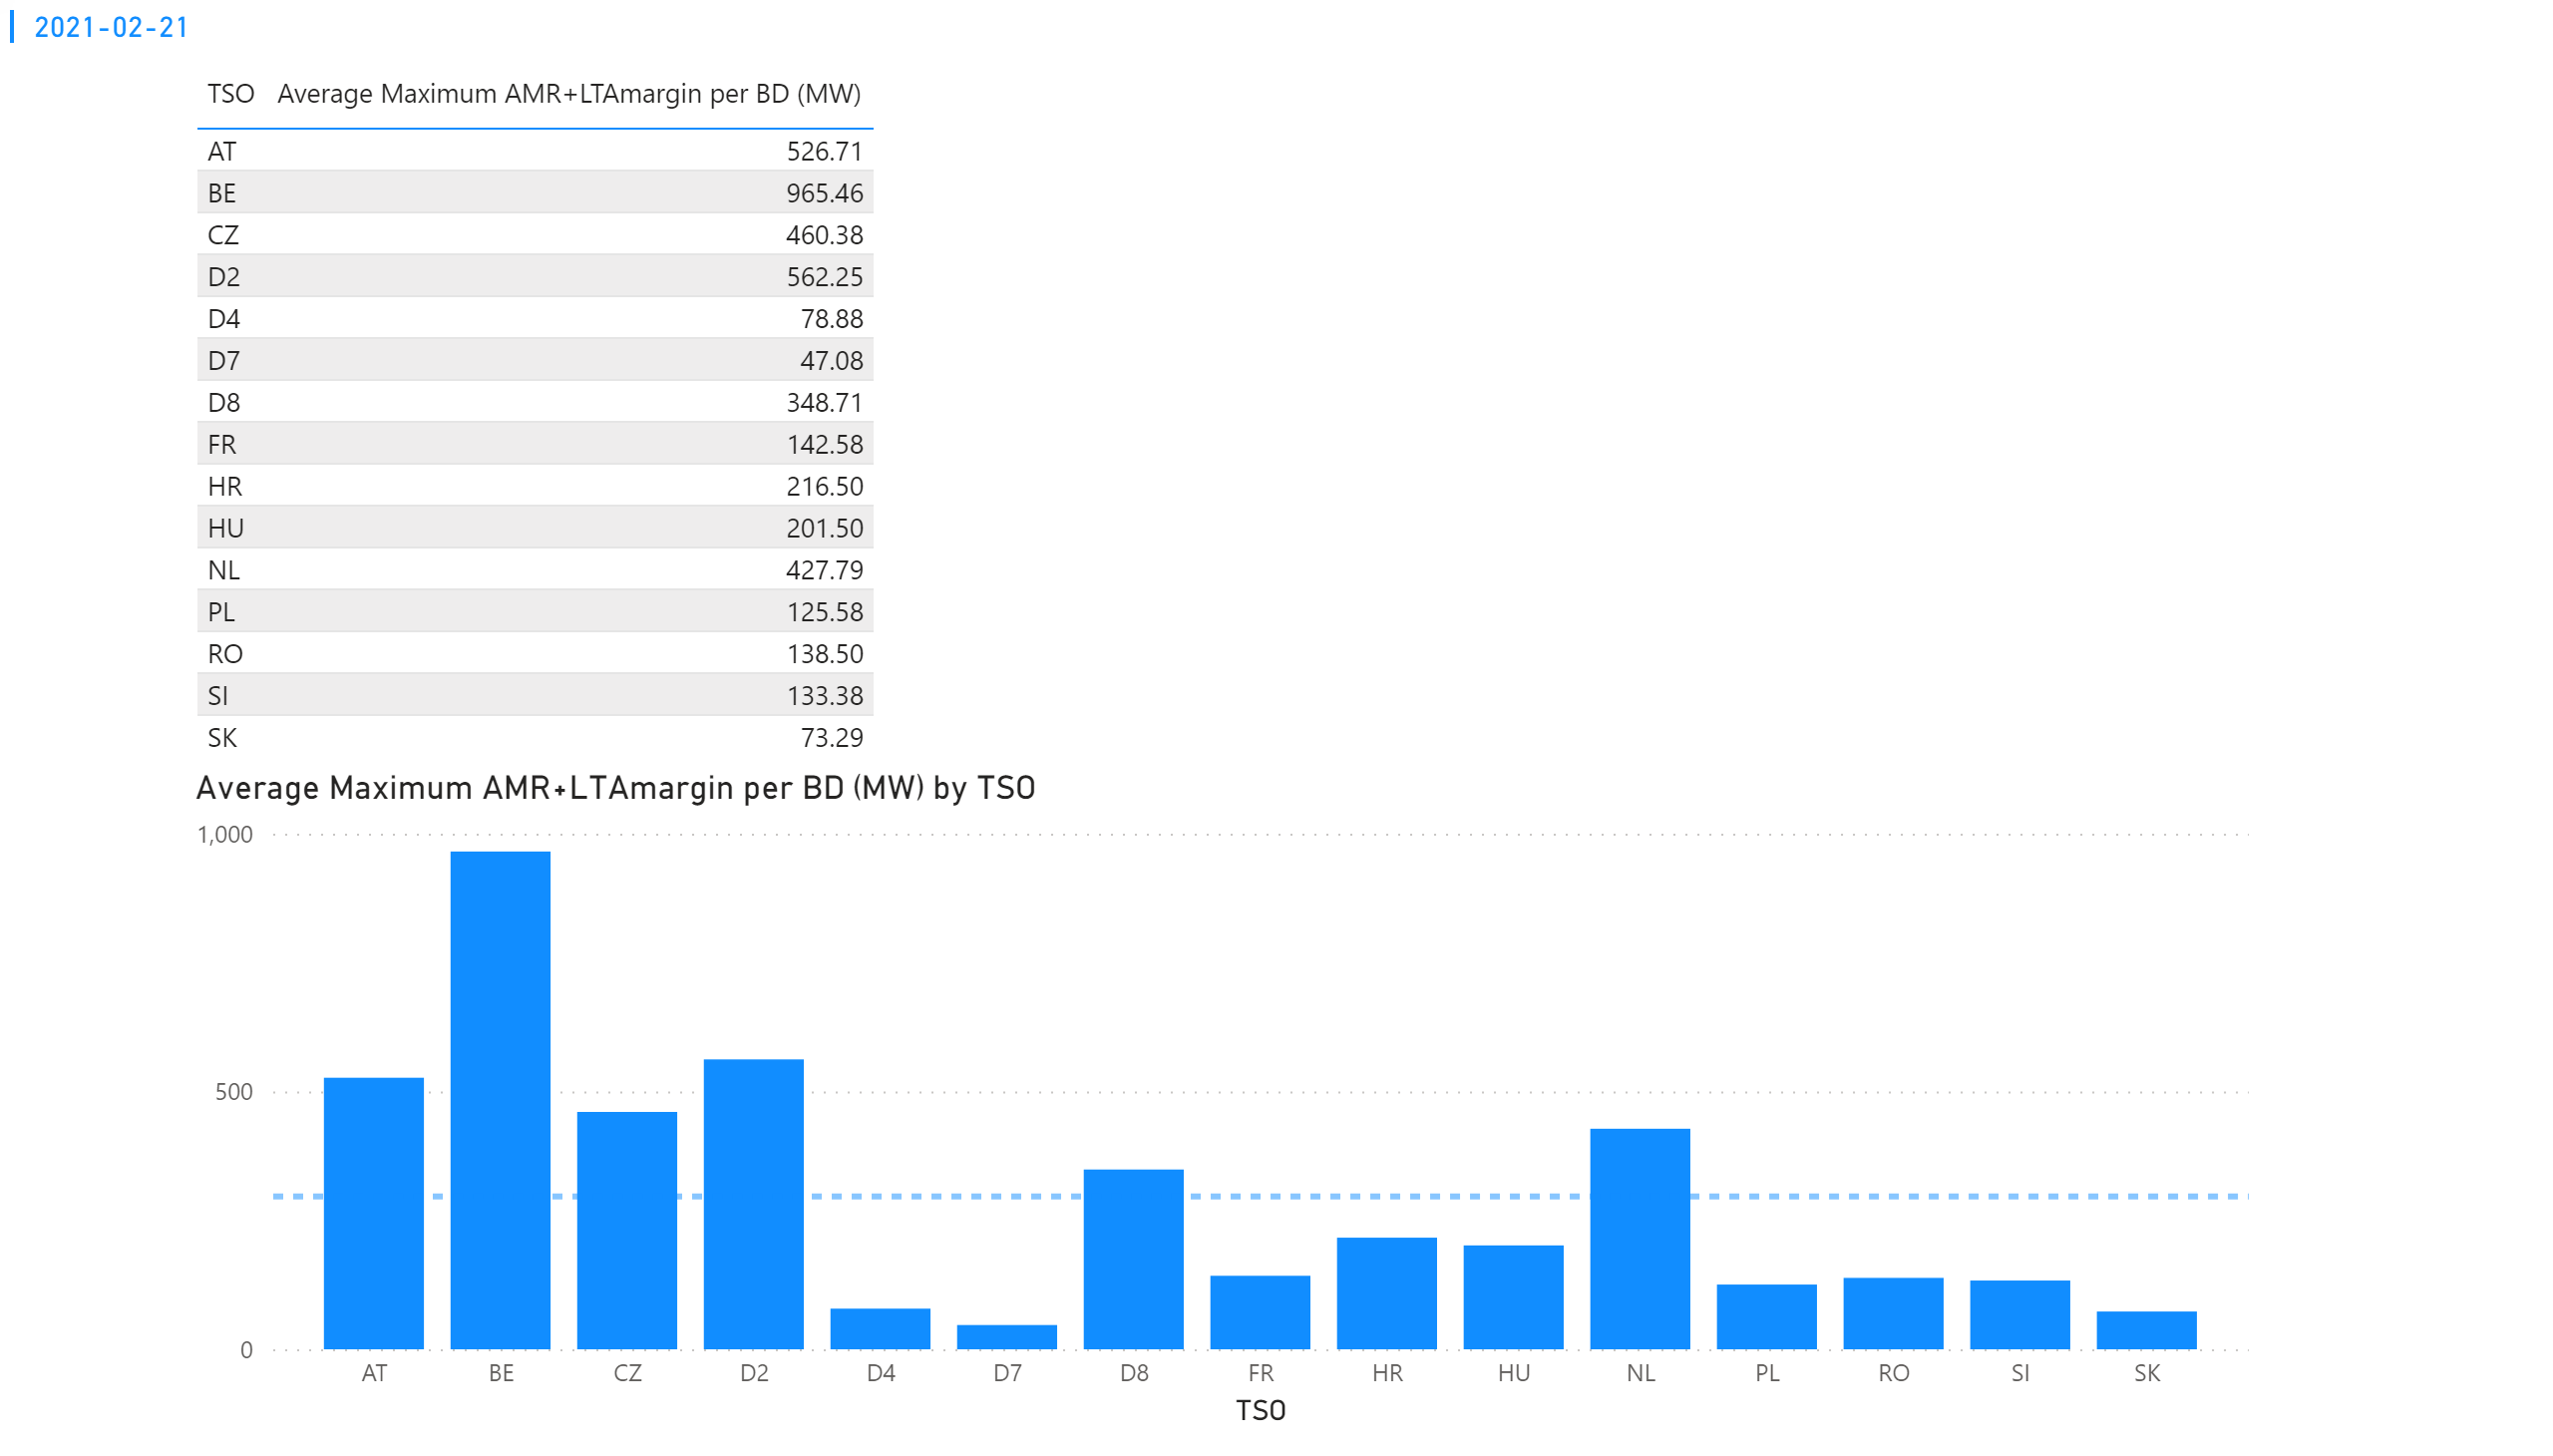 2021-02-21
TSO Average Maximum AMR+LTAmargin per BD (MW)
AT 526.71
BE 965.46
CZ 460.38
D2 562.25
D4 78.88
D7 47.08
D8 348.71
FR 142.58
HR 216.50
HU 201.50
NL 427.79
PL 125.58
RO 138.50
SI 133.38
SK 73.29
Average Maximum AMR+LTAmargin per BD (MW) by TSO
1,000
500
0
AT BE CZ D2 D4 D7 D8 FR HR HU NL PL RO SI SK
TSO